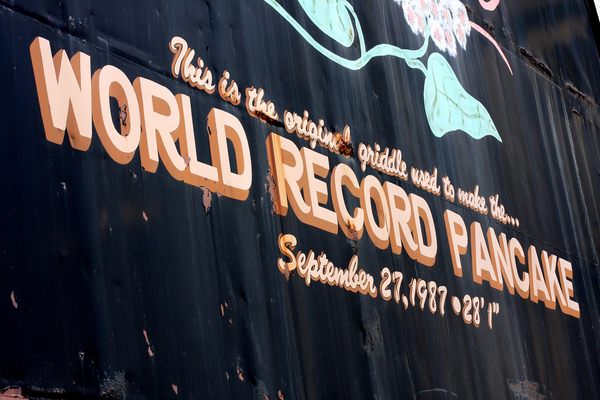 This is the original griddle used to make the...
WORLD RECORD PANCAKE
September 27, 1987 • 28' 1"